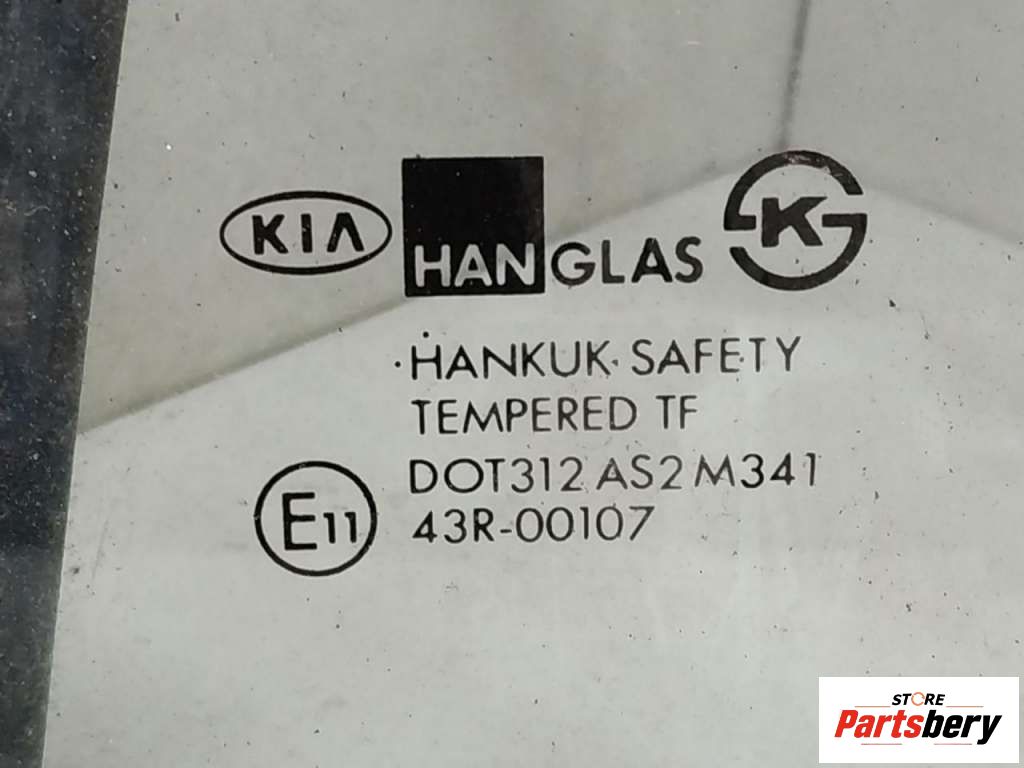 KIA
HANGLAS
K
·HANKUK· SAFETY
TEMPERED TF
DOT312 AS2 M341
E11
43R-00107
STORE
Partsbery